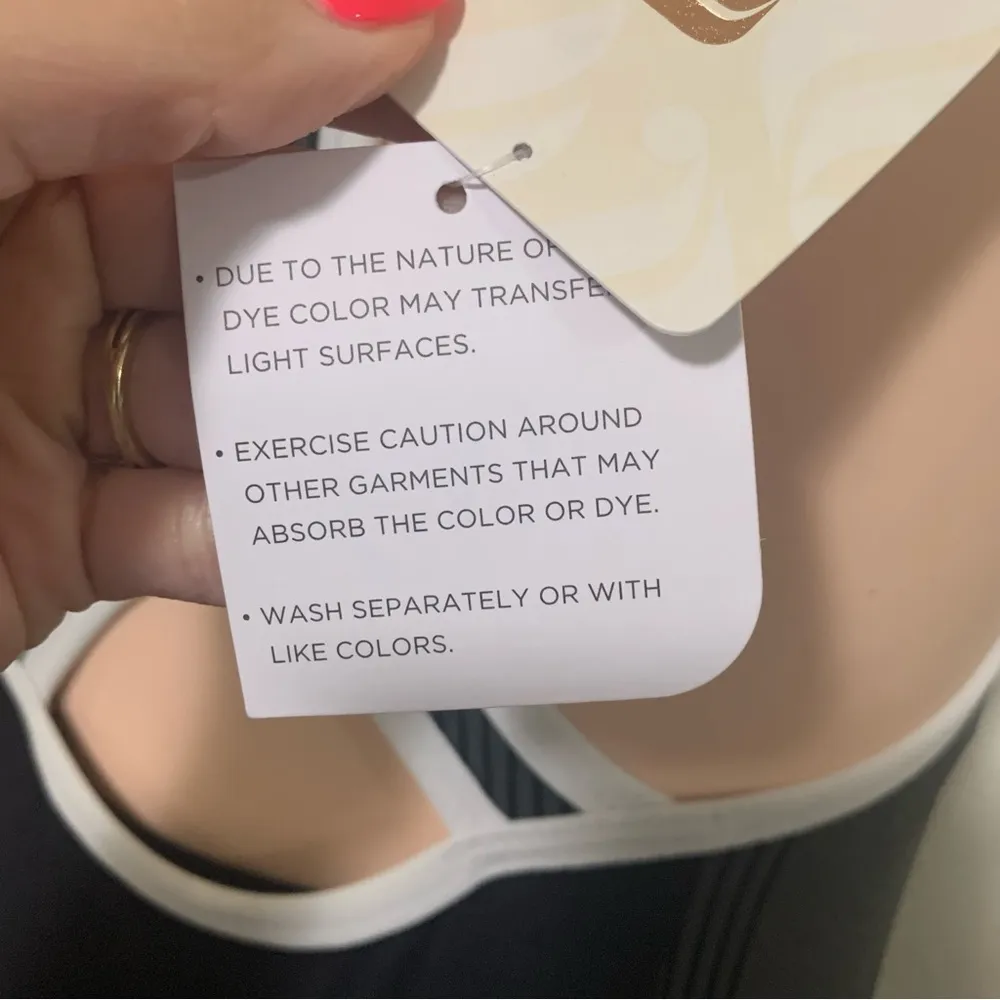 • DUE TO THE NATURE OF
DYE COLOR MAY
LIGHT SURFACES.
• EXERCISE CAUTION AROUND
OTHER GARMENTS THAT MAY
ABSORB THE COLOR OR DYE.
• WASH SEPARATELY OR WITH
LIKE COLORS.